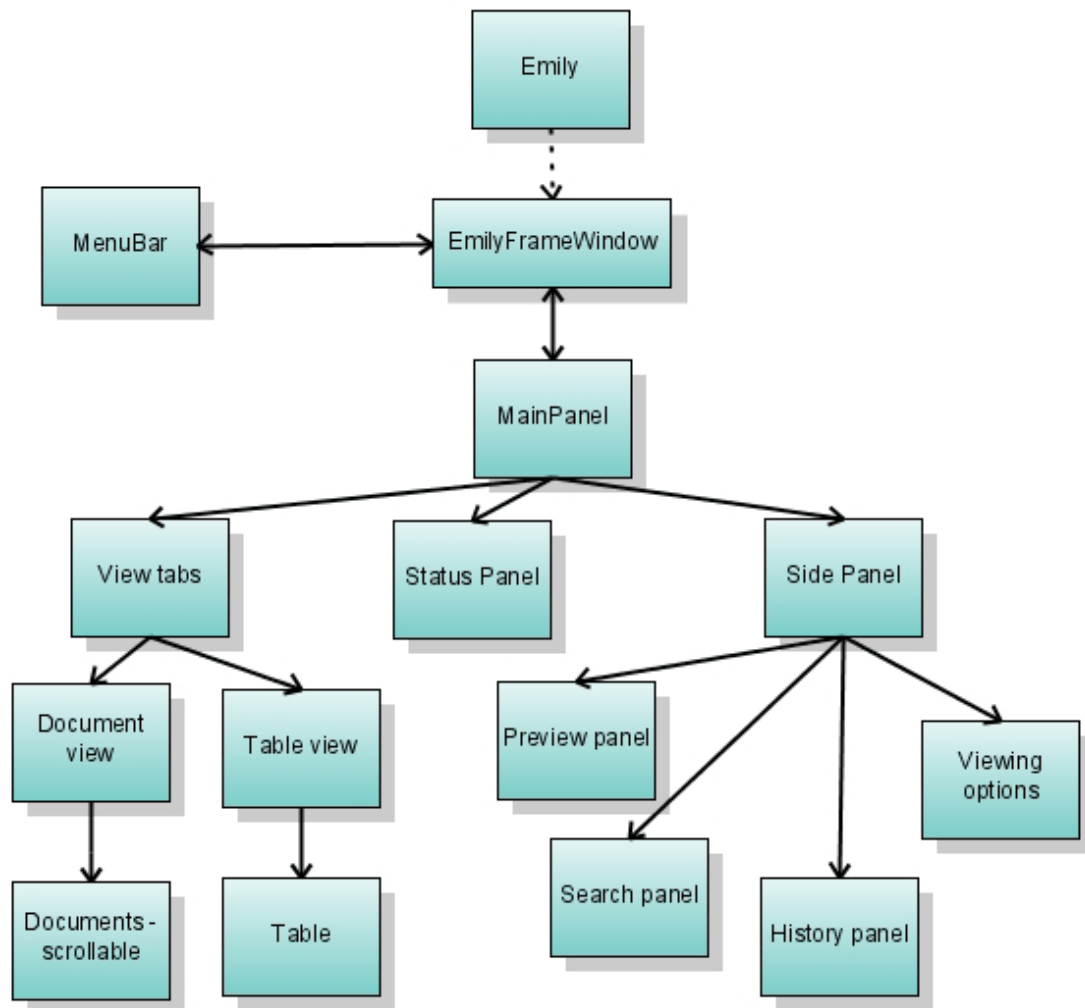 Emily
MenuBar
EmilyFrameWindow
MainPanel
View tabs
Status Panel
Side Panel
Document
view
Table view
Preview panel
Viewing
options
Documents -
scrollable
Table
Search panel
History panel